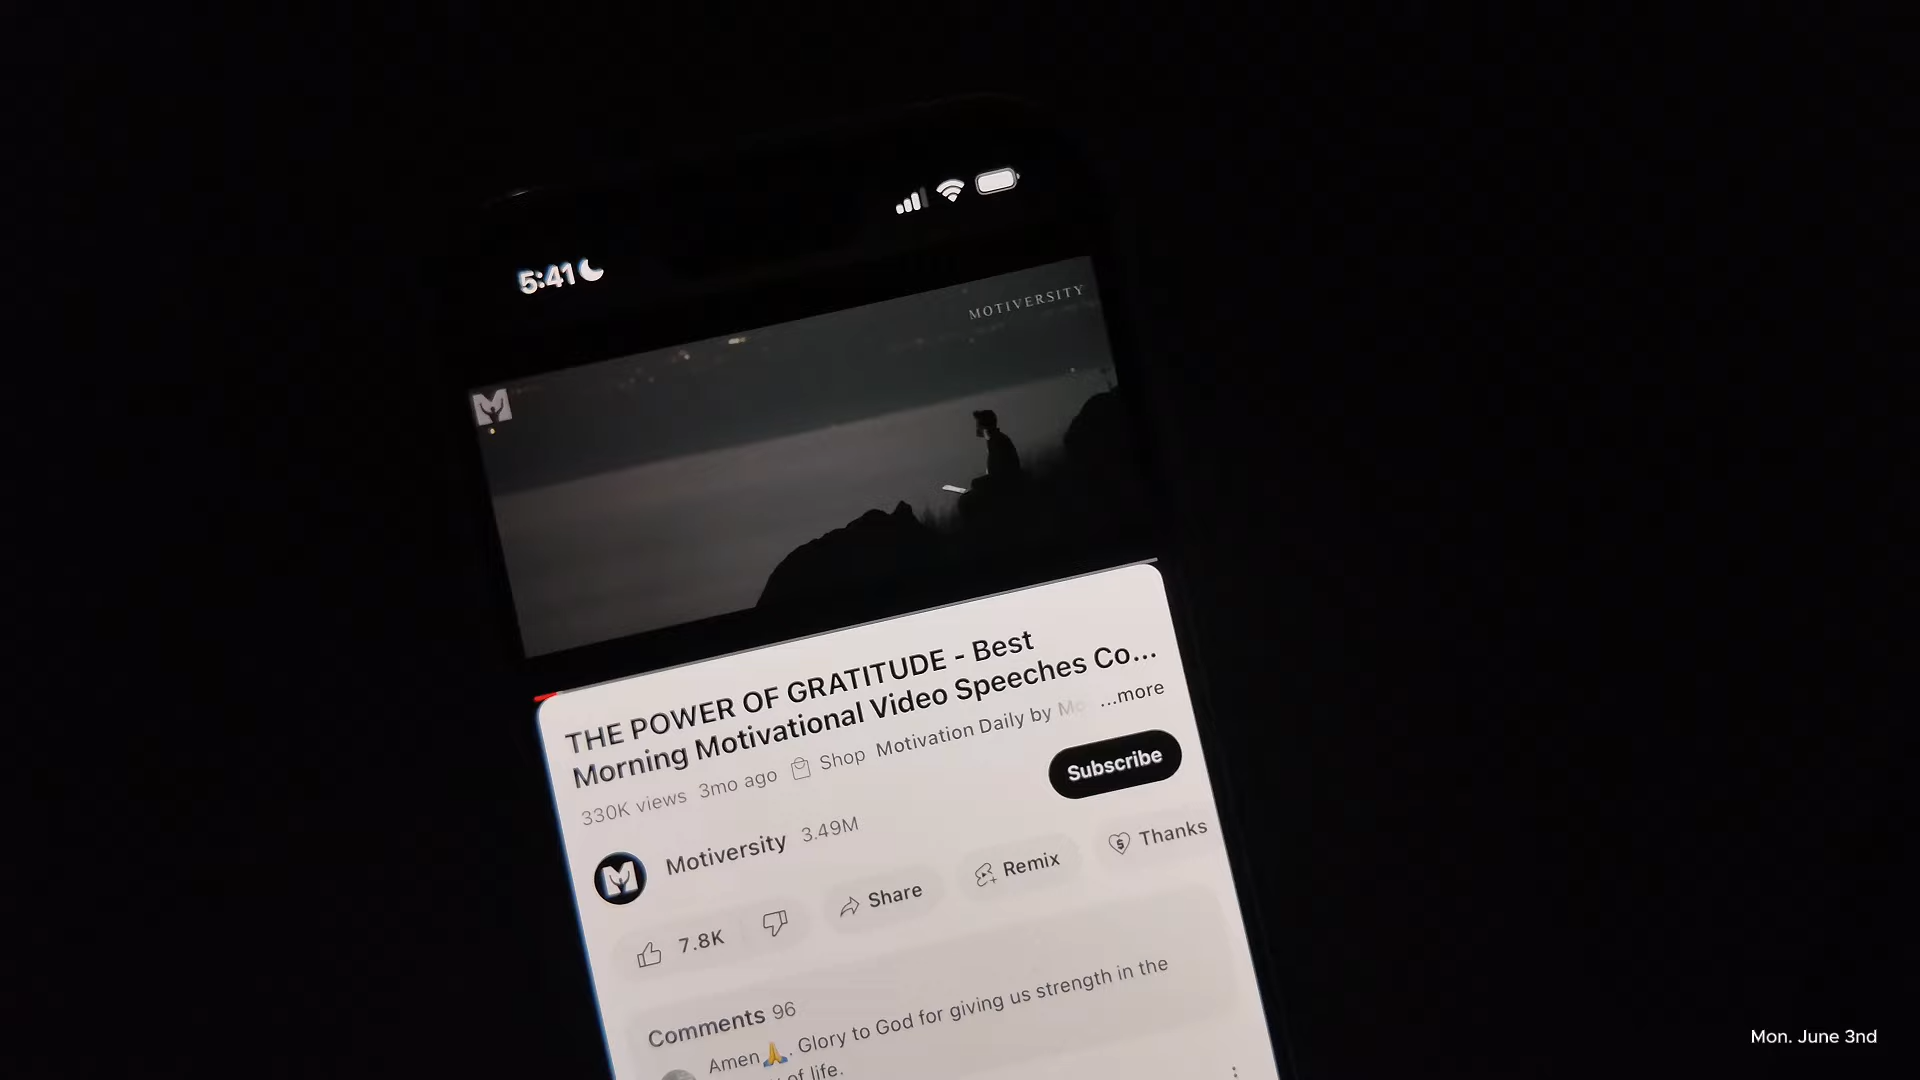 5:41
MOTIVERSITY
THE POWER OF GRATITUDE - Best
Morning Motivational Video Speeches Co...
330K views 3mo ago Shop Motivation Daily by Mo ...more
Motiversity 3.49M
Subscribe
7.8K
Share
Remix
Thanks
Comments 96
Amen🙏. Glory to God for giving us strength in the
of life.
Mon. June 3nd